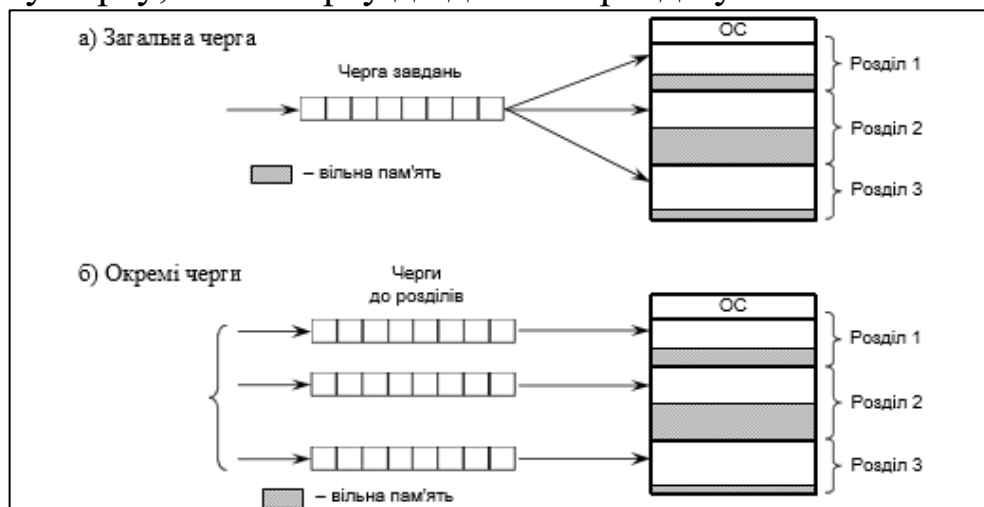 а) Загальна черга
Черга завдань
ОС
Розділ 1
Розділ 2
Розділ 3
– вільна пам'ять
б) Окремі черги
Черги
до розділів
ОС
Розділ 1
Розділ 2
Розділ 3
– вільна пам'ять